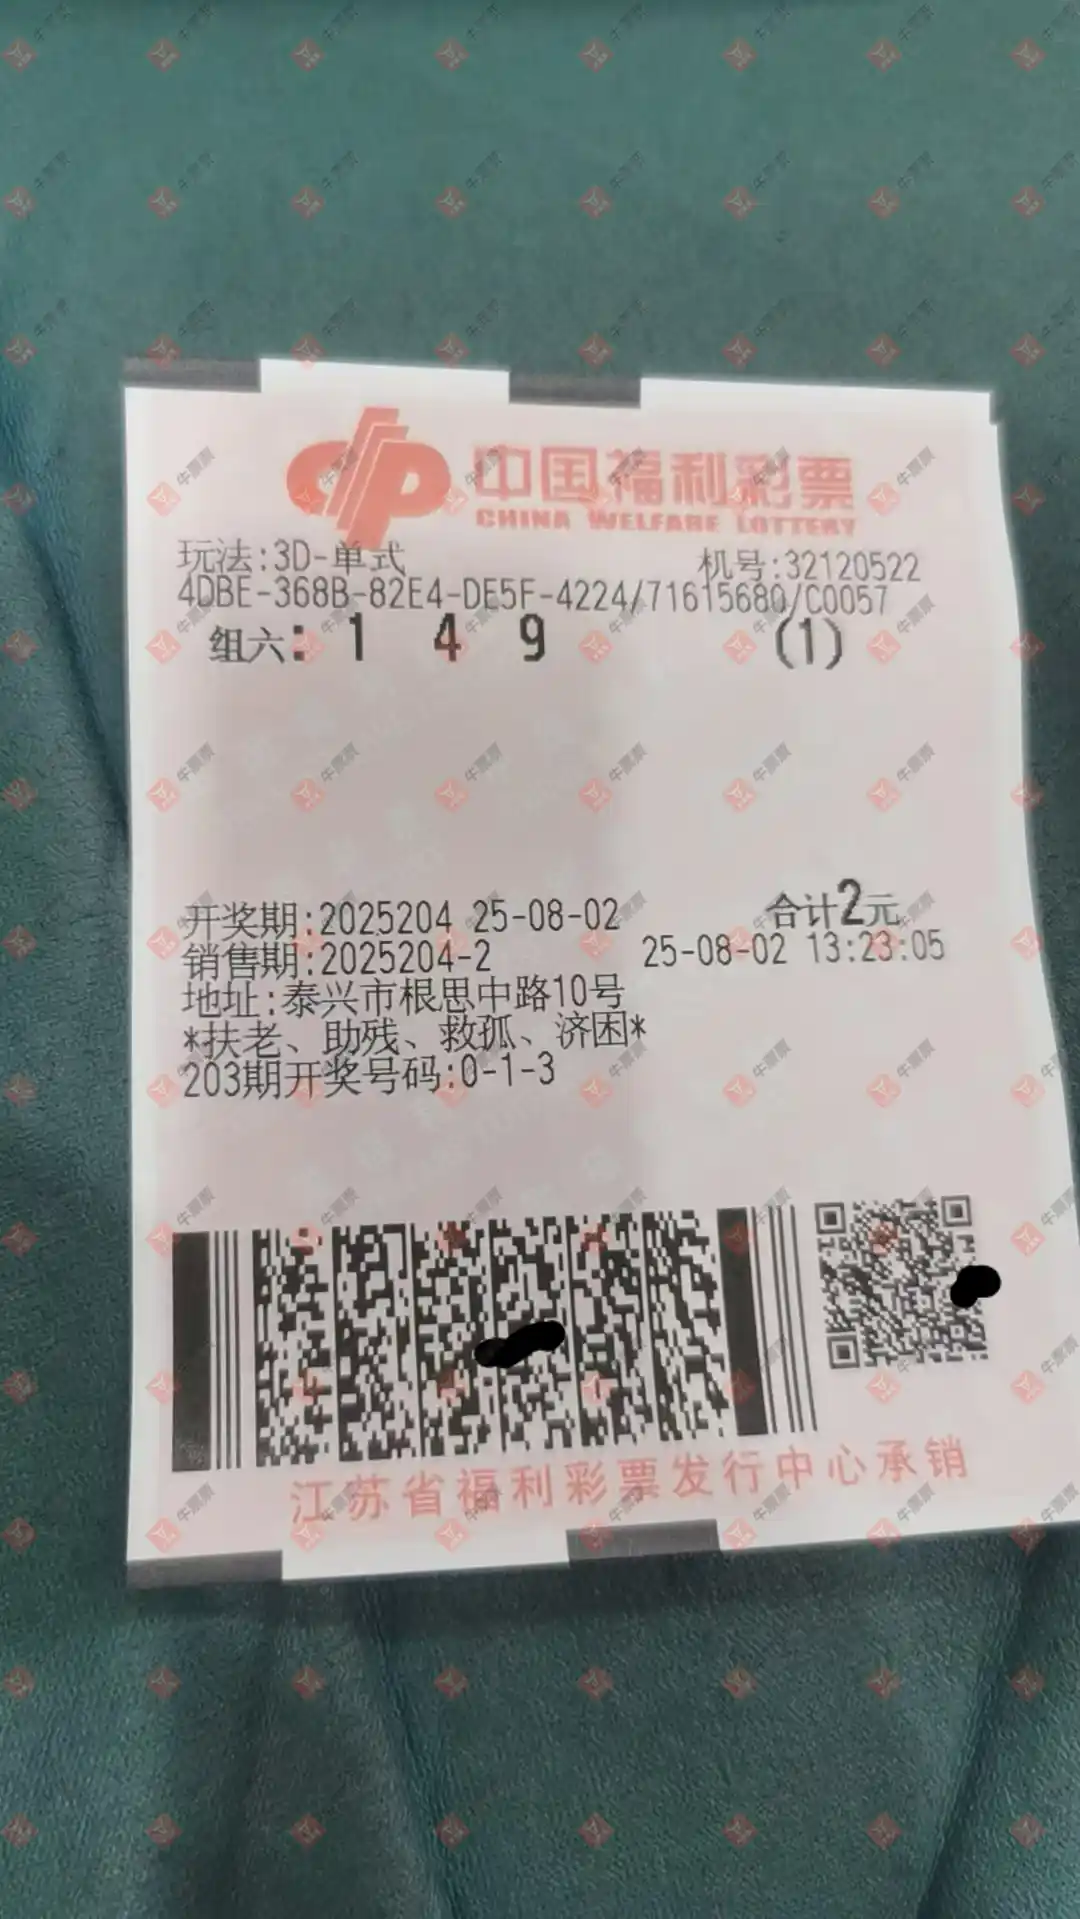 中国福利彩票
CHINA WELFARE LOTTERY
玩法:3D-单式 机号:32120522
4DBE-368B-82E4-DE5F-4224/71615680/C0057
组六: 1 4 9 (1)
开奖期:2025204 25-08-02 合计2元
销售期:2025204-2 25-08-02 13:23:05
地址:泰兴市根思中路10号
*扶老、助残、救孤、济困*
203期开奖号码:0-1-3
江苏省福利彩票发行中心承销
牛票票